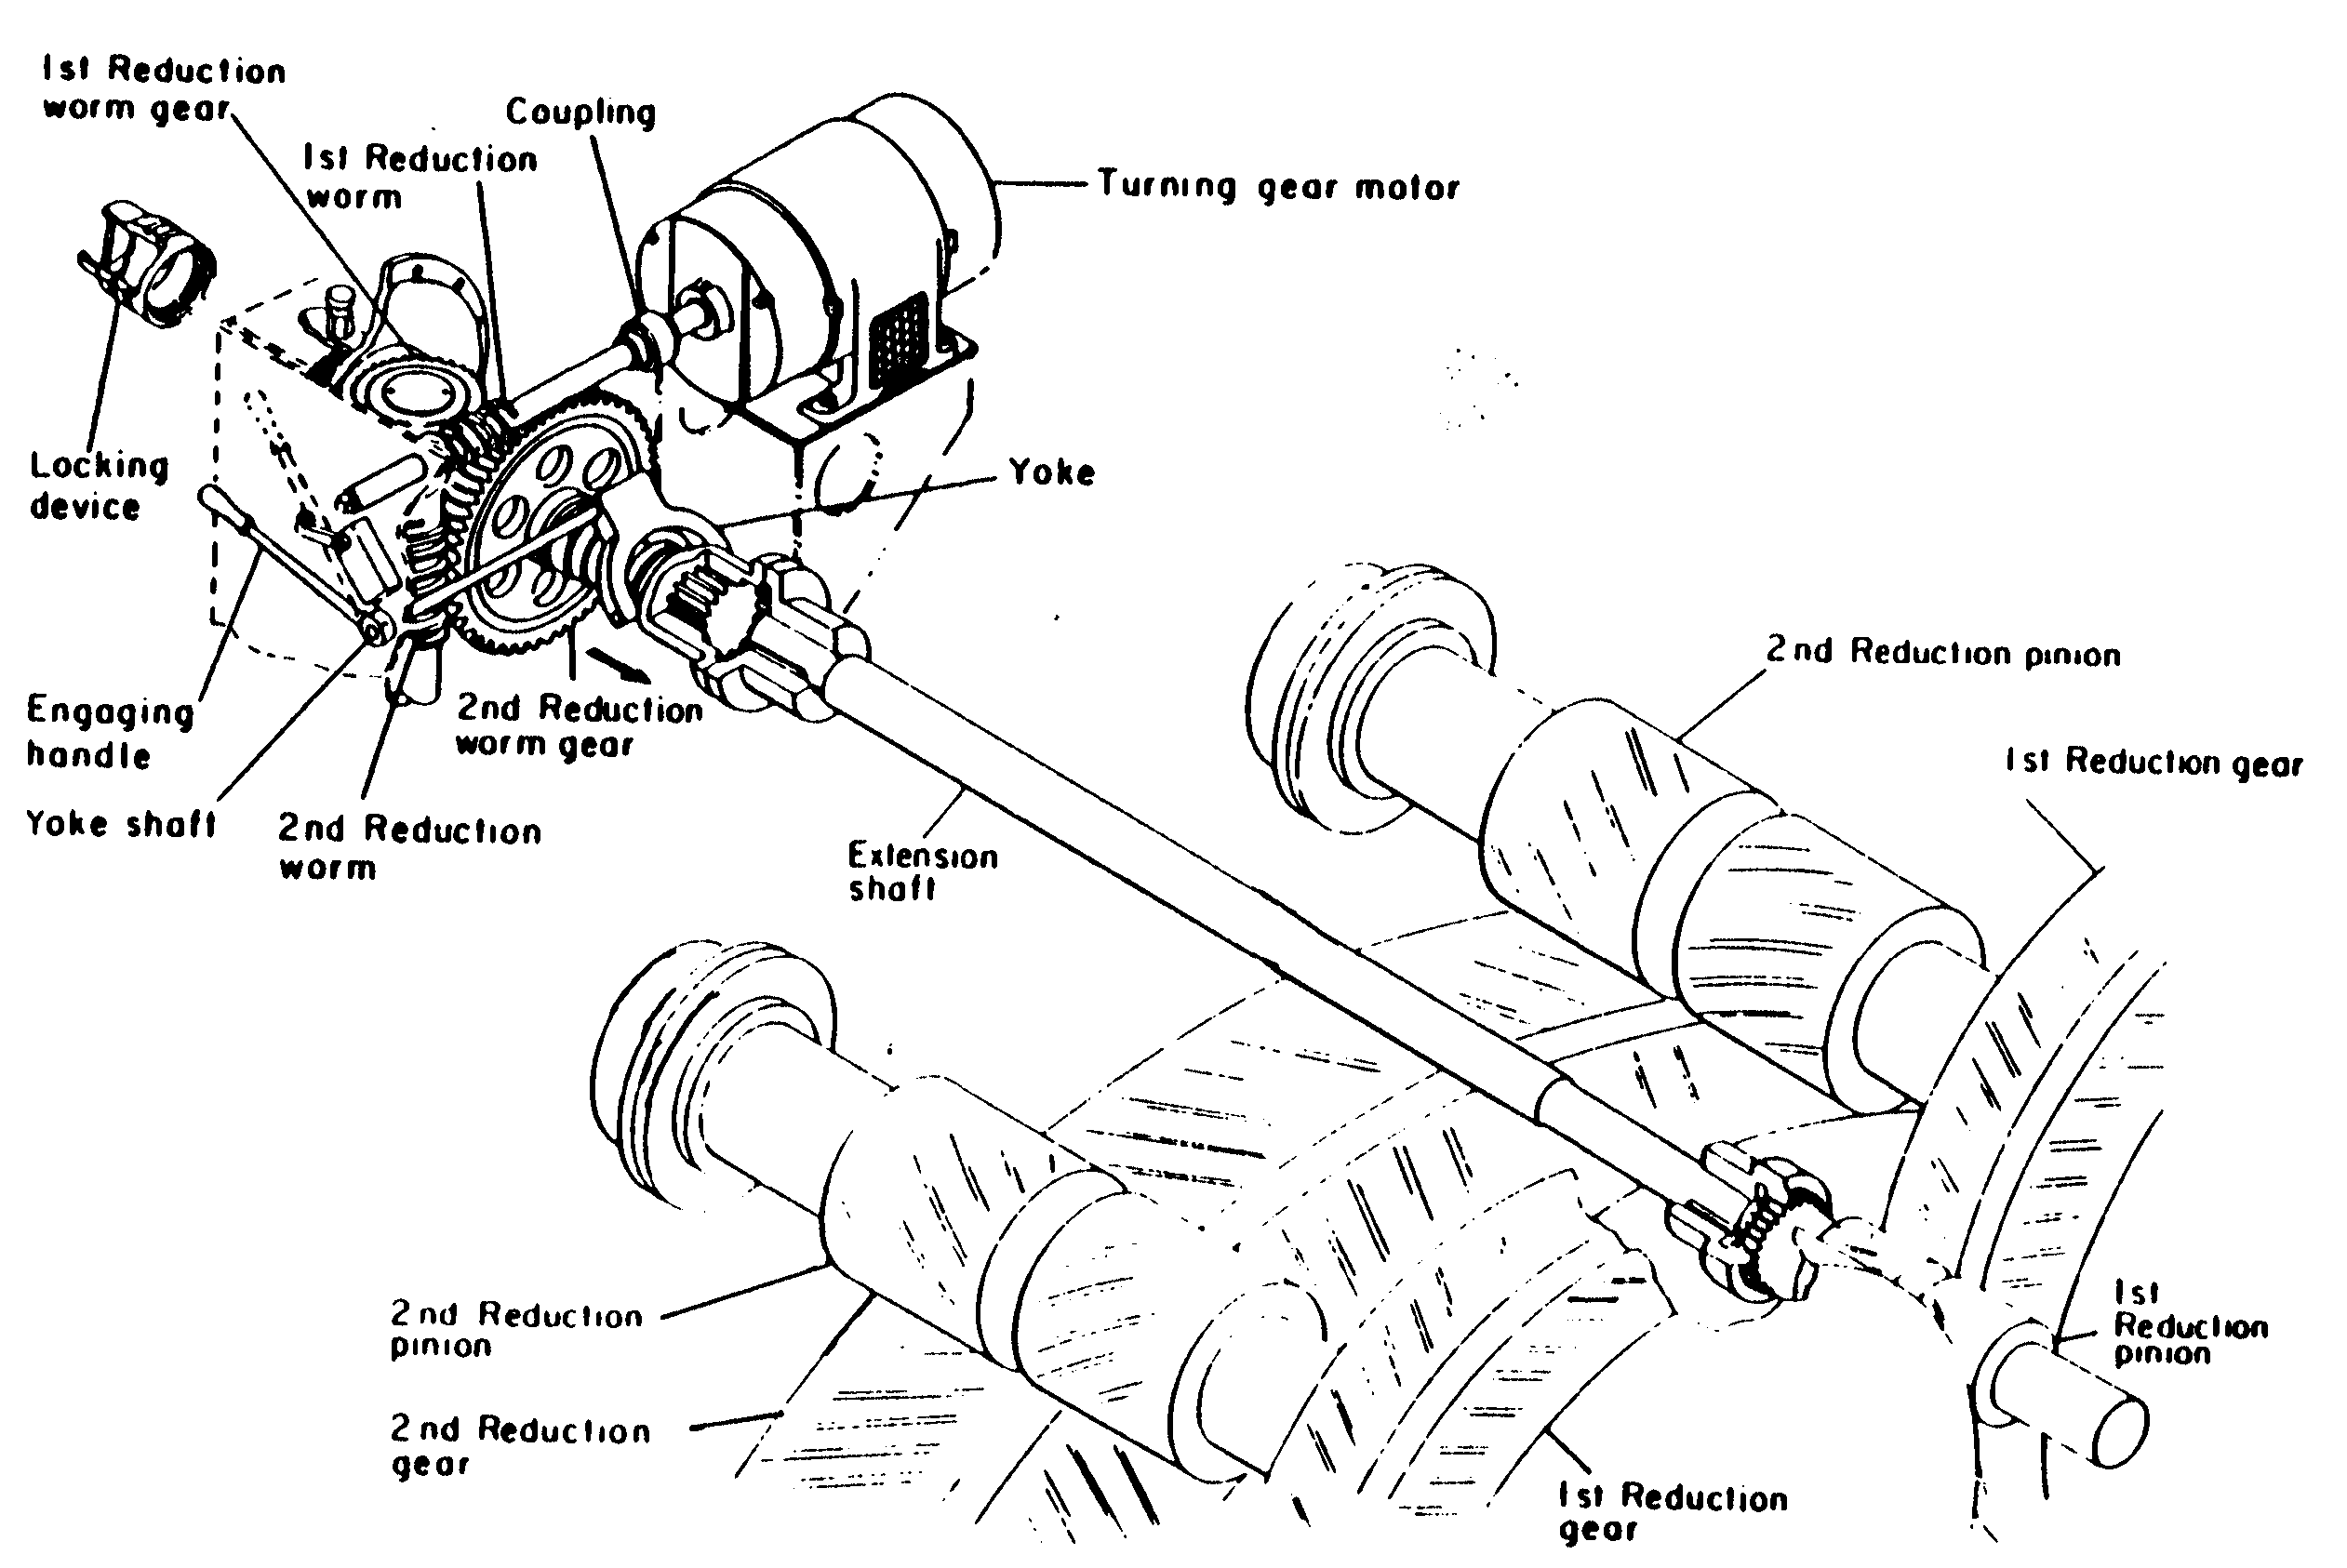 1st Reduction
worm gear
Coupling
1st Reduction
worm
Turning gear motor
Locking
device
Yoke
Engaging
handle
2nd Reduction
worm gear
Yoke shaft
2nd Reduction
worm
Extension
shaft
2nd Reduction pinion
1st Reduction gear
2nd Reduction
pinion
2nd Reduction
gear
1st
Reduction
pinion
1st Reduction
gear